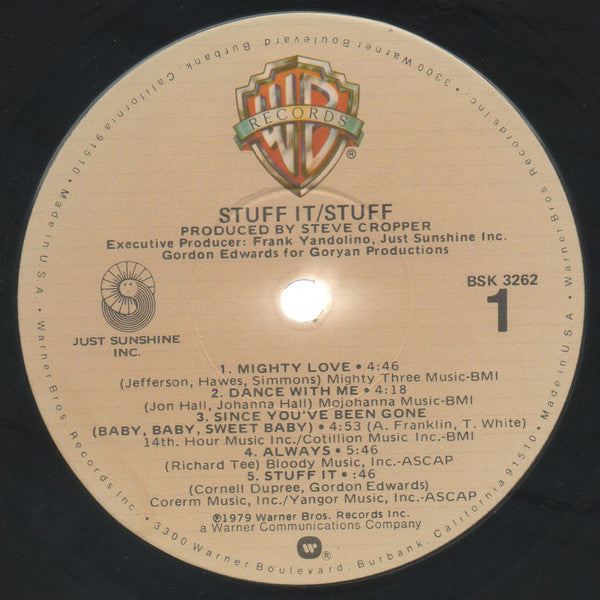 WB
RECORDS
®
STUFF IT/STUFF
PRODUCED BY STEVE CROPPER
Executive Producer: Frank Yandolino, Just Sunshine Inc.
Gordon Edwards for Goryan Productions
BSK 3262
1
JUST SUNSHINE
INC.
1. MIGHTY LOVE • 4:46
(Jefferson, Hawes, Simmons) Mighty Three Music-BMI
2. DANCE WITH ME • 4:18
(Jon Hall, Johanna Hall) Mojohanna Music-BMI
3. SINCE YOU'VE BEEN GONE
(BABY, BABY, SWEET BABY) • 4:53 (A. Franklin, T. White)
14th. Hour Music Inc./Cotillion Music Inc.-BMI
4. ALWAYS • 5:46
(Richard Tee) Bloody Music, Inc.-ASCAP
5. STUFF IT • :46
(Cornell Dupree, Gordon Edwards)
Corerm Music, Inc./Yangor Music, Inc.-ASCAP
℗1979 Warner Bros. Records Inc.
a Warner Communications Company
Warner Bros. Records Inc. • 3300 Warner Boulevard, Burbank, California 91510 • Made in U.S.A. •
Warner Bros. Records Inc. • 3300 Warner Boulevard, Burbank, California 91510 • Made in U.S.A. •